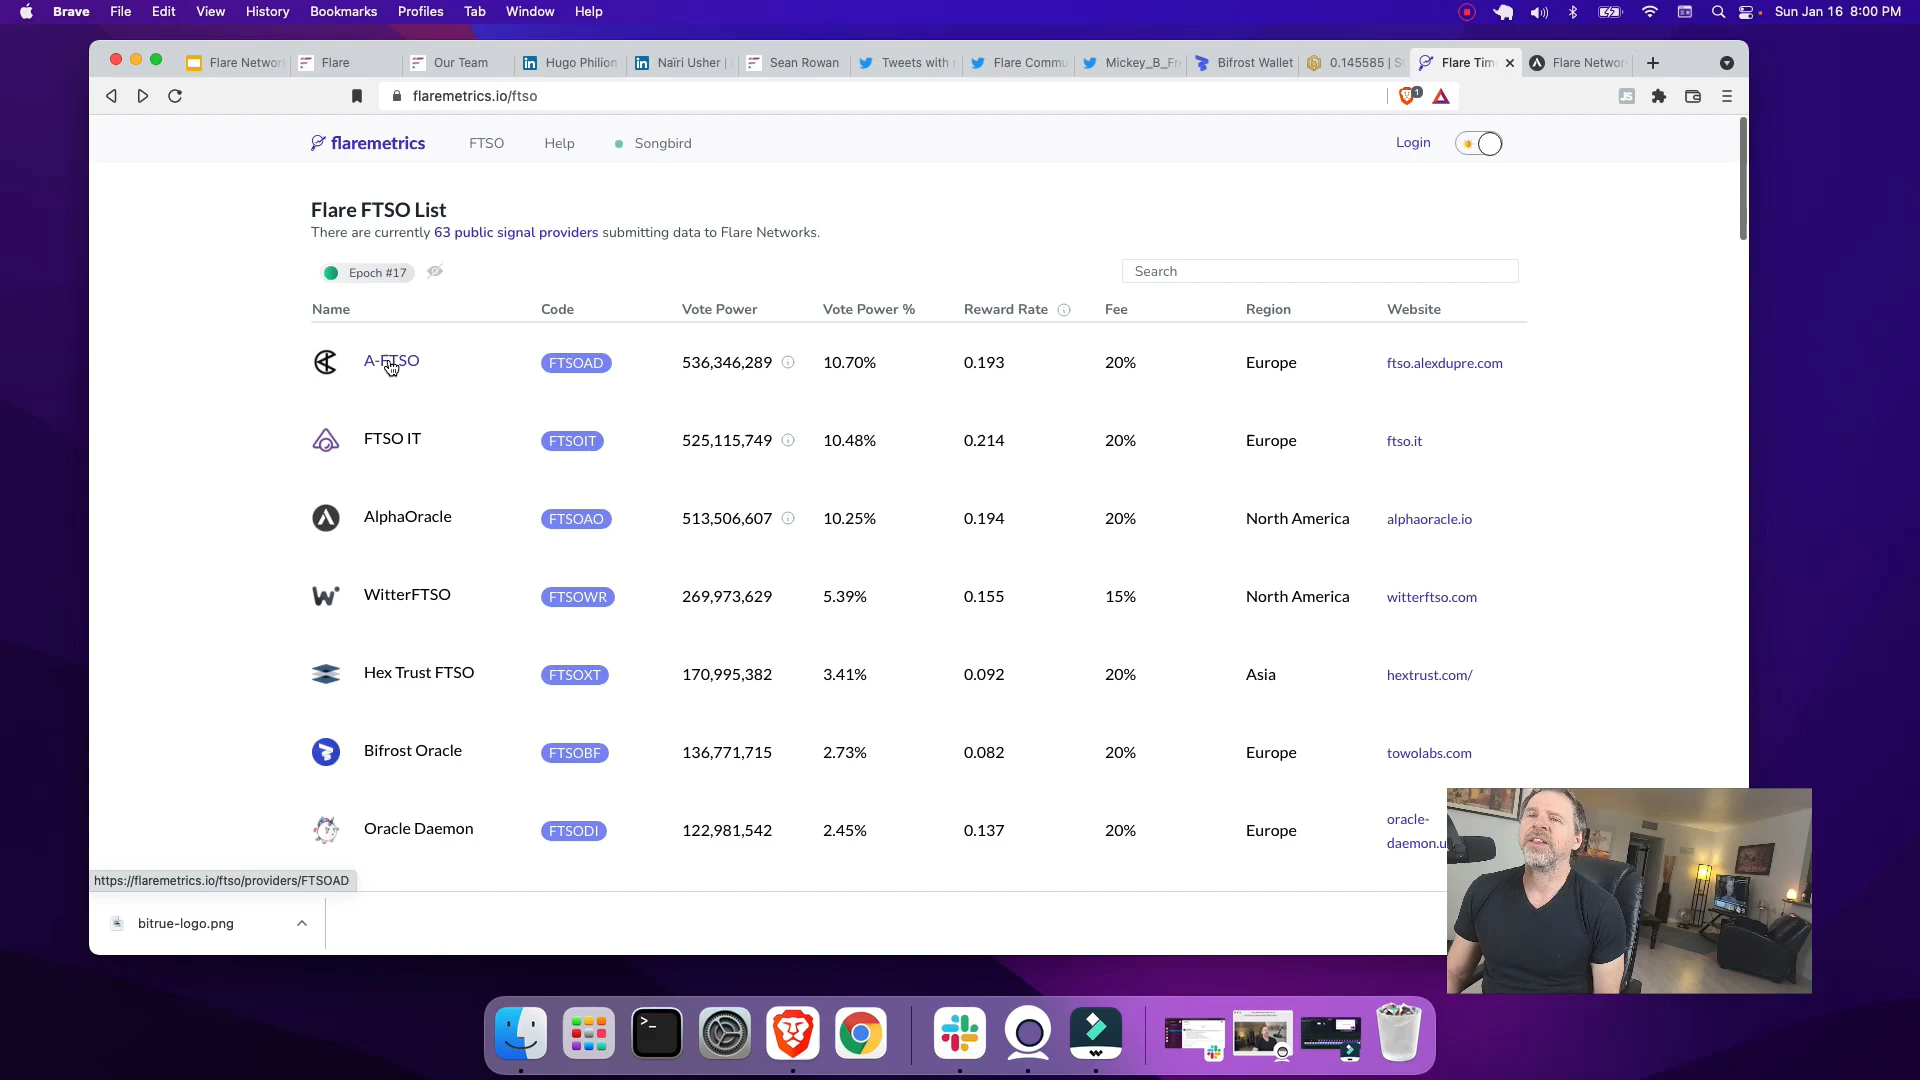 Brave File Edit View History Bookmarks Profiles Tab Window Help Sun Jan 16 8:00 PM
Flare Networ Flare Our Team Hugo Philion Naïri Usher | Sean Rowan Tweets with Flare Commu Mickey_B_Fr Bifrost Wallet 0.145585 | S Flare Tim Flare Networ
flaremetrics.io/ftso 1 JS
flaremetrics FTSO Help Songbird Login
Flare FTSO List
There are currently 63 public signal providers submitting data to Flare Networks.
Epoch #17 Search
Name Code Vote Power Vote Power % Reward Rate Fee Region Website
A-FTSO FTSOAD 536,346,289 10.70% 0.193 20% Europe ftso.alexdupre.com
FTSO IT FTSOIT 525,115,749 10.48% 0.214 20% Europe ftso.it
AlphaOracle FTSOAO 513,506,607 10.25% 0.194 20% North America alphaoracle.io
WitterFTSO FTSOWR 269,973,629 5.39% 0.155 15% North America witterftso.com
Hex Trust FTSO FTSOXT 170,995,382 3.41% 0.092 20% Asia hextrust.com/
Bifrost Oracle FTSOBF 136,771,715 2.73% 0.082 20% Europe towolabs.com
Oracle Daemon FTSODI 122,981,542 2.45% 0.137 20% Europe oracle-
daemon.u
https://flaremetrics.io/ftso/providers/FTSOAD
bitrue-logo.png